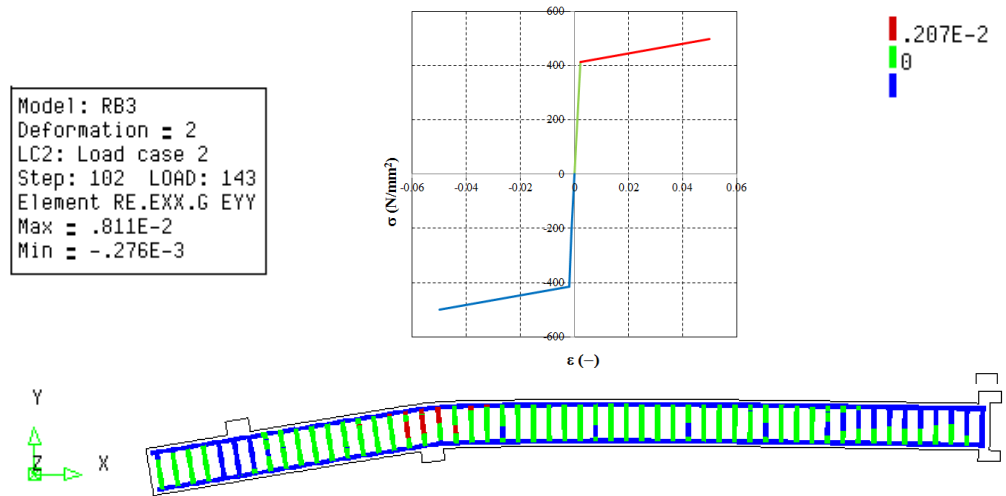 Model: RB3
Deformation = 2
LC2: Load case 2
Step: 102 LOAD: 143
Element RE.EXX.G EYY
Max = .811E-2
Min = -.276E-3
600
400
200
0
-200
-400
-600
-0.06
-0.04
-0.02
0
0.02
0.04
0.06
σ (N/mm²)
ε (−)
.207E-2
0
Y
Z
X